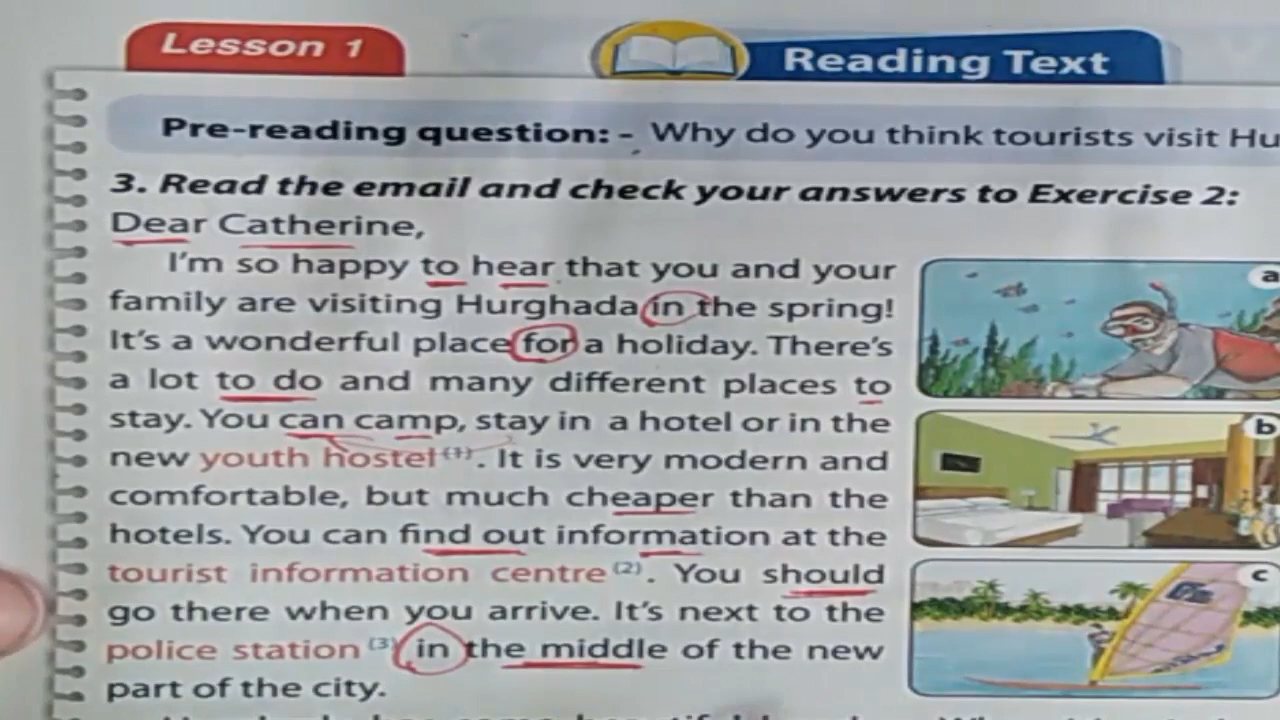 Lesson 1
Reading Text
Pre-reading question: - Why do you think tourists visit Hu
3. Read the email and check your answers to Exercise 2:
Dear Catherine,
I'm so happy to hear that you and your
family are visiting Hurghada in the spring!
It's a wonderful place for a holiday. There's
a lot to do and many different places to
stay. You can camp, stay in a hotel or in the
new youth hostel (1). It is very modern and
comfortable, but much cheaper than the
hotels. You can find out information at the
tourist information centre (2). You should
go there when you arrive. It's next to the
police station (3) in the middle of the new
part of the city.
a
b
c